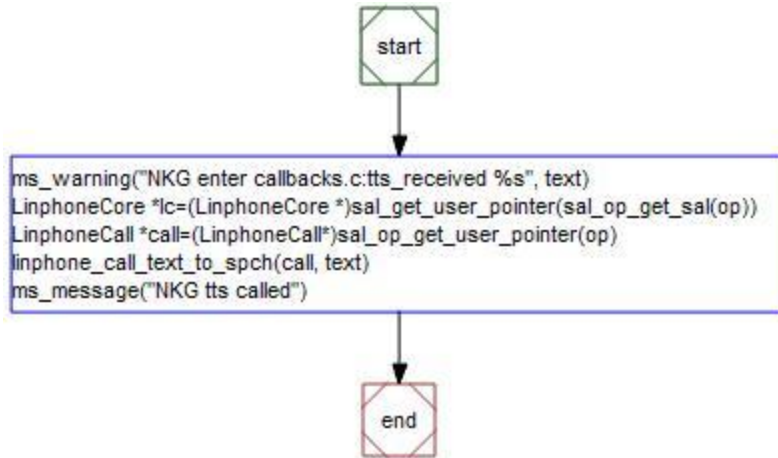 start
ms_warning("NKG enter callbacks.c:tts_received %s", text)
LinphoneCore *lc=(LinphoneCore *)sal_get_user_pointer(sal_op_get_sal(op))
LinphoneCall *call=(LinphoneCall*)sal_op_get_user_pointer(op)
linphone_call_text_to_spch(call, text)
ms_message("NKG tts called")
end